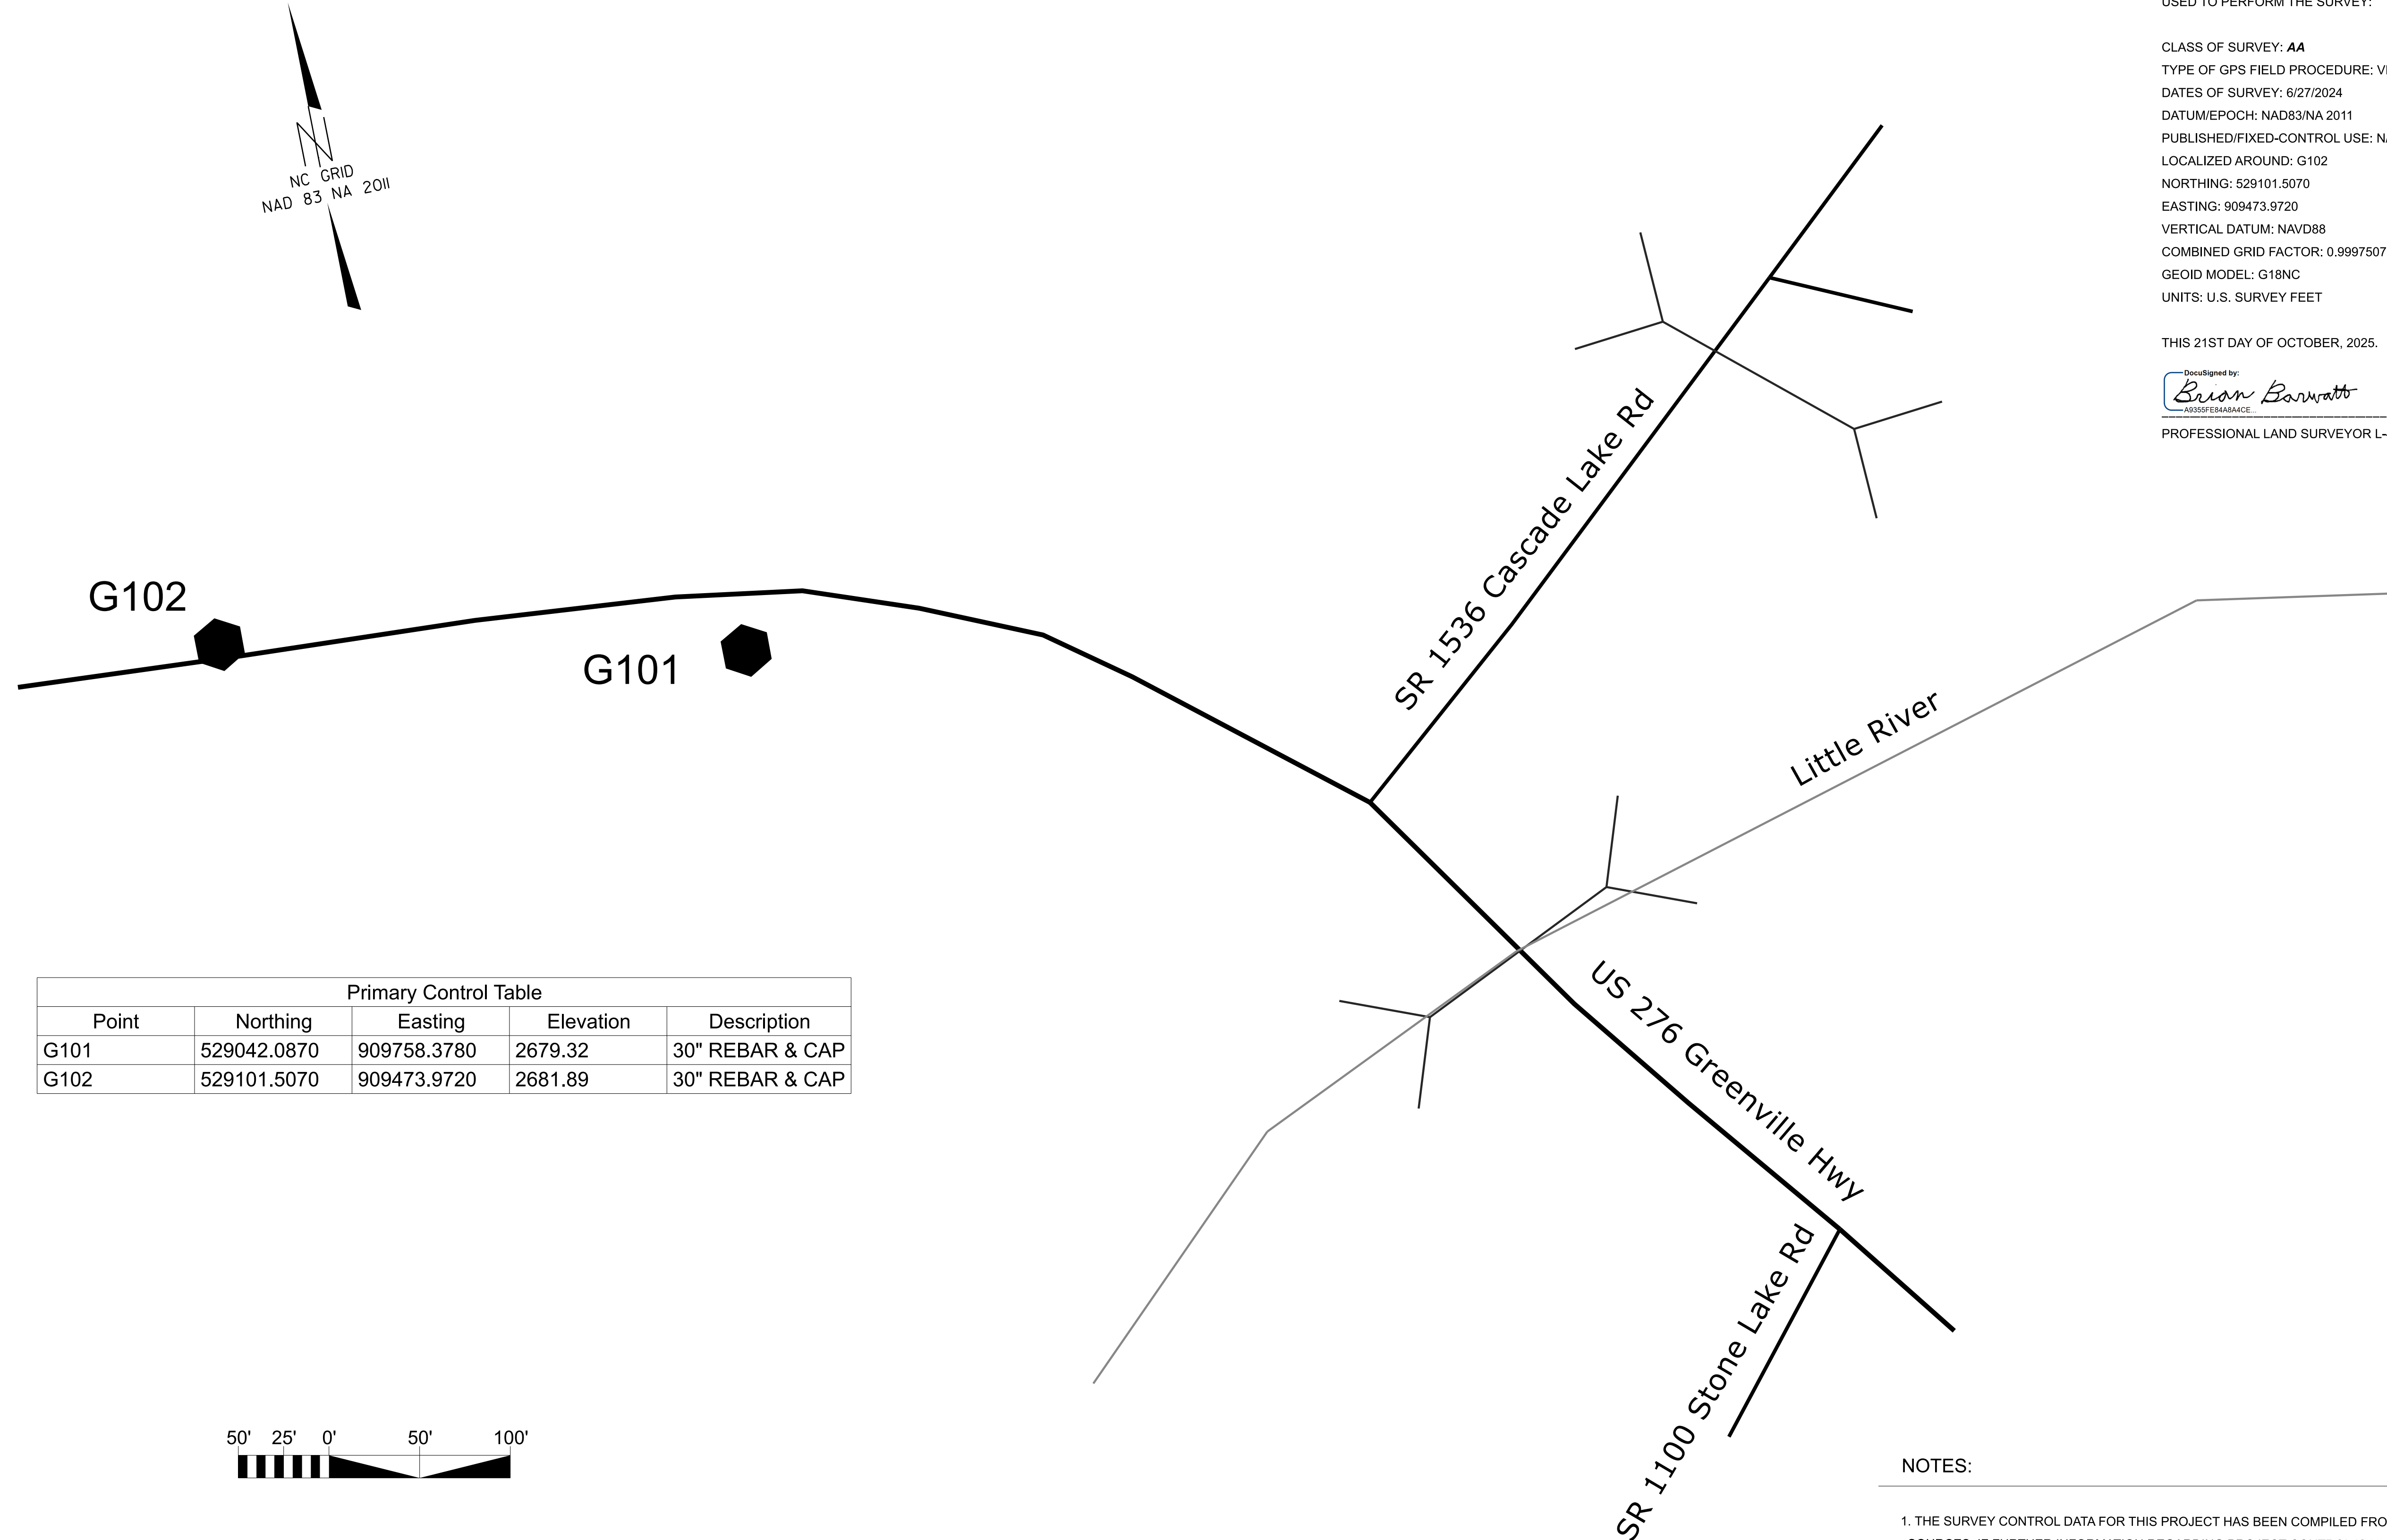 USED TO PERFORM THE SURVEY:
CLASS OF SURVEY: AA
TYPE OF GPS FIELD PROCEDURE:
DATES OF SURVEY: 6/27/2024
DATUM/EPOCH: NAD83/NA 2011
PUBLISHED/FIXED-CONTROL USE:
LOCALIZED AROUND: G102
NORTHING: 529101.5070
EASTING: 909473.9720
VERTICAL DATUM: NAVD88
COMBINED GRID FACTOR: 0.9997507
GEOID MODEL: G18NC
UNITS: U.S. SURVEY FEET
THIS 21ST DAY OF OCTOBER, 2025.
DocuSigned by:
Brian Barwatt
A9355FE84A8A4CE...
PROFESSIONAL LAND SURVEYOR L-
N
NC GRID
NAD 83 NA 2011
SR 1536 Cascade Lake Rd
G102
G101
Little River
US 276 Greenville Hwy
SR 1100 Stone Lake Rd
Primary Control Table
Point Northing Easting Elevation Description
G101 529042.0870 909758.3780 2679.32 30" REBAR & CAP
G102 529101.5070 909473.9720 2681.89 30" REBAR & CAP
50' 25' 0' 50' 100'
NOTES:
1. THE SURVEY CONTROL DATA FOR THIS PROJECT HAS BEEN COMPILED